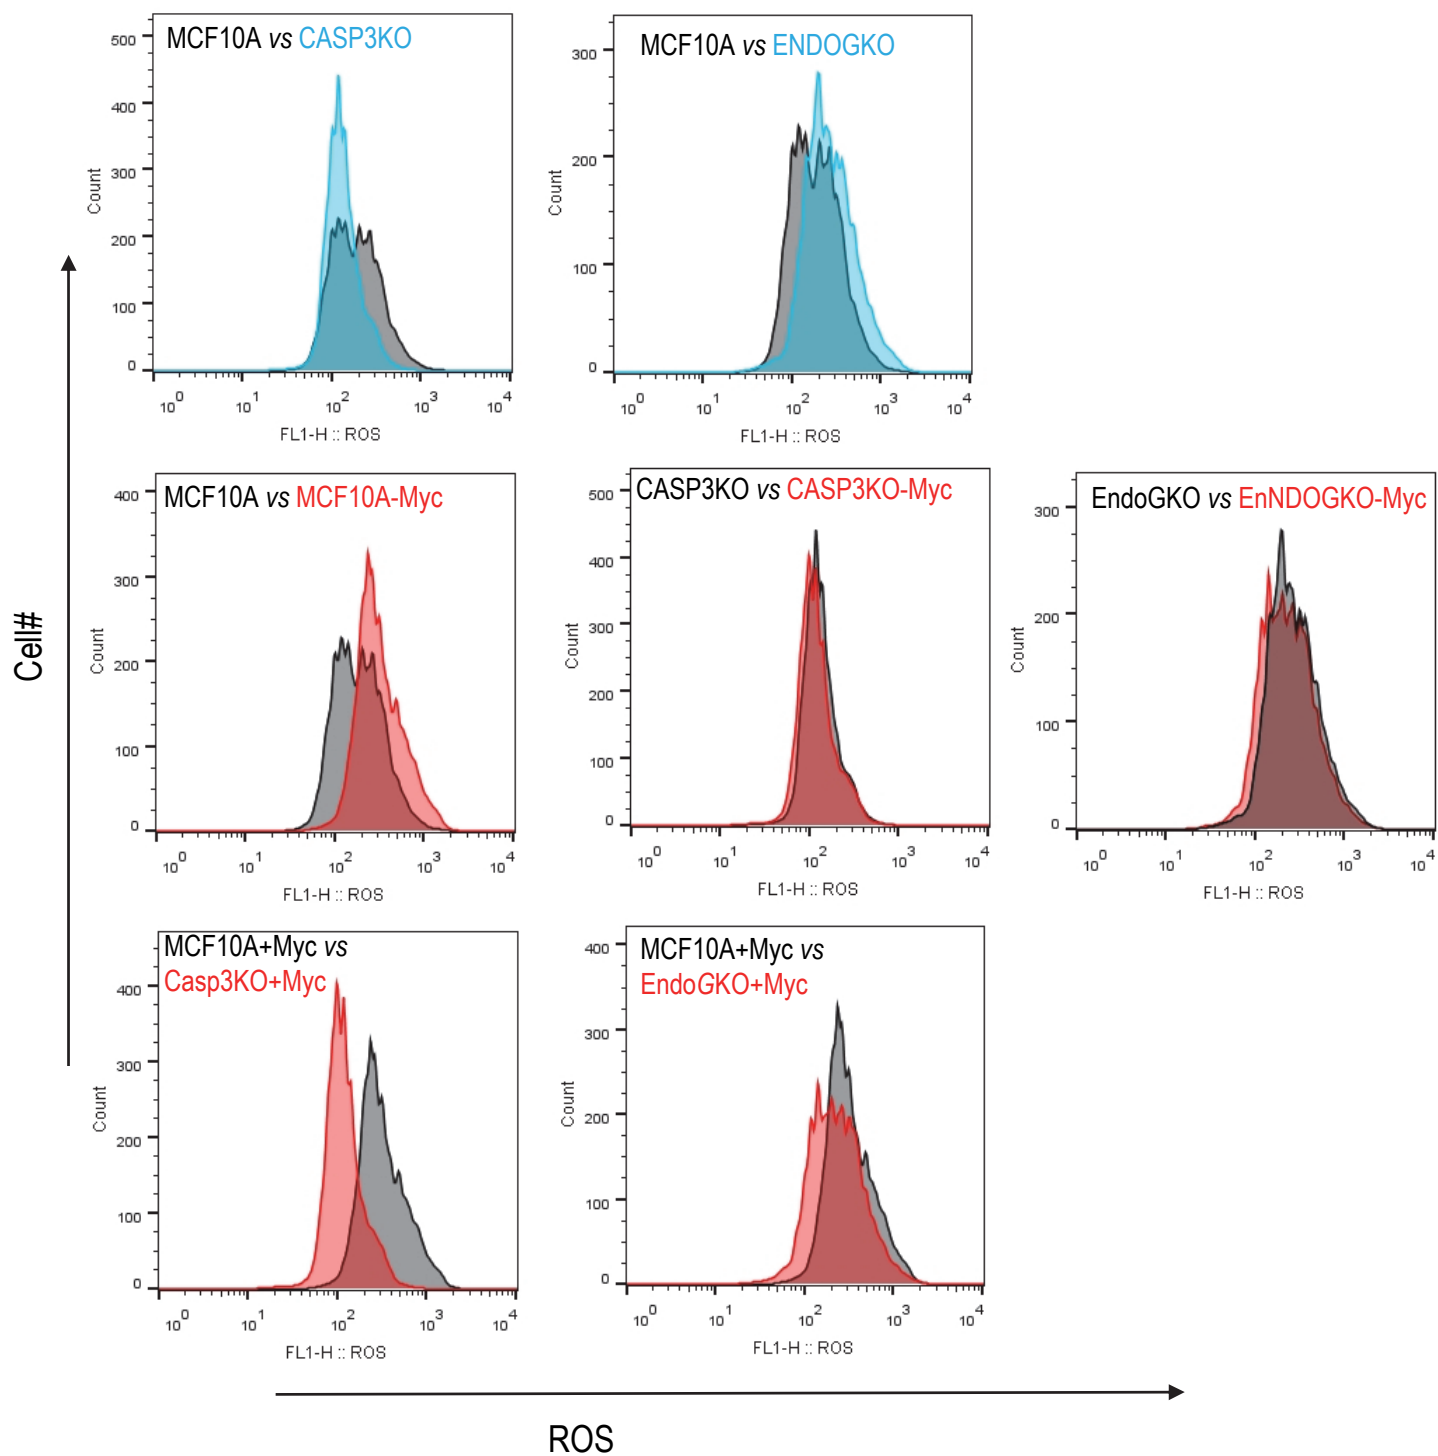 MCF10A vs CASP3KO
500
400
300
200
100
0
Count
10^0 10^1 10^2 10^3 10^4
FL1-H :: ROS
MCF10A vs ENDOGKO
300
200
100
0
Count
10^0 10^1 10^2 10^3 10^4
FL1-H :: ROS
Cell#
MCF10A vs MCF10A-Myc
400
300
200
100
0
Count
10^0 10^1 10^2 10^3 10^4
FL1-H :: ROS
CASP3KO vs CASP3KO-Myc
500
400
300
200
100
0
Count
10^0 10^1 10^2 10^3 10^4
FL1-H :: ROS
EndoGKO vs EnNDOGKO-Myc
300
200
100
0
Count
10^0 10^1 10^2 10^3 10^4
FL1-H :: ROS
MCF10A+Myc vs
Casp3KO+Myc
400
300
200
100
0
Count
10^0 10^1 10^2 10^3 10^4
FL1-H :: ROS
MCF10A+Myc vs
EndoGKO+Myc
400
300
200
100
0
Count
10^0 10^1 10^2 10^3 10^4
FL1-H :: ROS
ROS